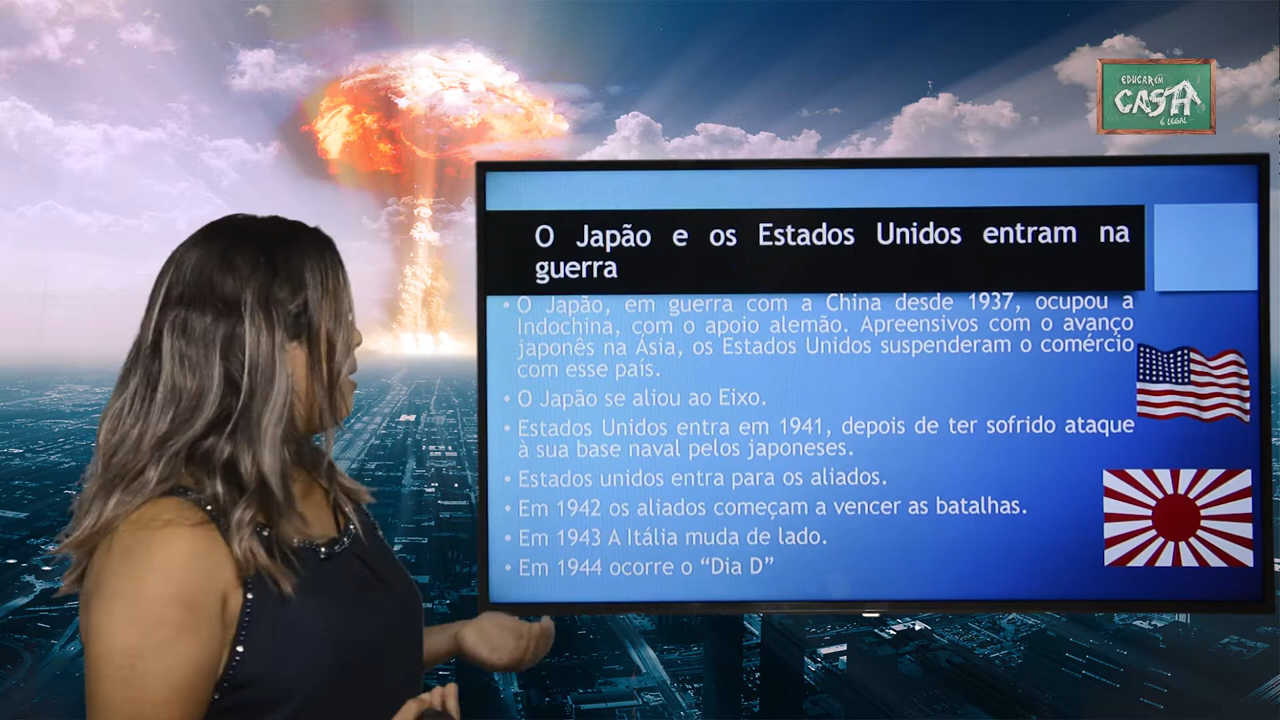 EDUCAR EM
CASA
É LEGAL
O Japão e os Estados Unidos entram na
guerra
• O Japão, em guerra com a China desde 1937, ocupou a
Indochina, com o apoio alemão. Apreensivos com o avanço
japonês na Ásia, os Estados Unidos suspenderam o comércio
com esse país.
• O Japão se aliou ao Eixo.
• Estados Unidos entra em 1941, depois de ter sofrido ataque
à sua base naval pelos japoneses.
• Estados unidos entra para os aliados.
• Em 1942 os aliados começam a vencer as batalhas.
• Em 1943 A Itália muda de lado.
• Em 1944 ocorre o “Dia D”